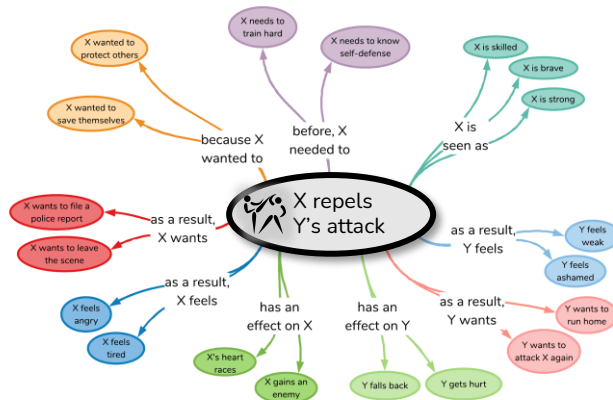 X wanted to
protect others
X wanted to
save themselves
because X
wanted to
X needs to
train hard
X needs to know
self-defense
before, X
needed to
X is skilled
X is brave
X is strong
X is
seen as
X repels
Y's attack
X wants to file a
police report
X wants to leave
the scene
as a result,
X wants
X feels
angry
X feels
tired
as a result,
X feels
has an
effect on X
X's heart
races
X gains an
enemy
has an
effect on Y
Y falls back
Y gets hurt
as a result,
Y wants
Y wants to
run home
Y wants to
attack X again
as a result,
Y feels
Y feels
weak
Y feels
ashamed